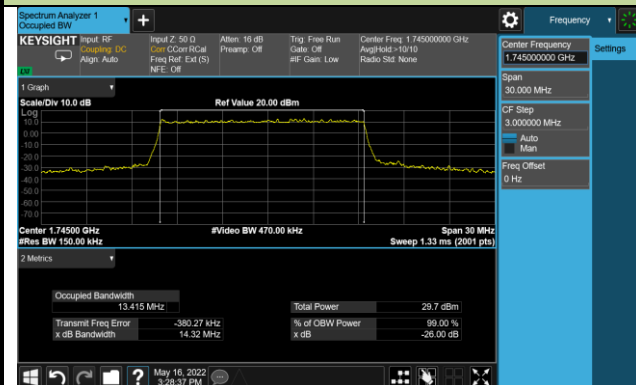 Spectrum Analyzer 1
Occupied BW
+
Frequency
KEYSIGHT
Input: RF
Coupling: DC
Align: Auto
Input Z: 50 Ω
Corr CCorr RCal
Freq Ref: Ext (S)
NFE: Off
Atten: 16 dB
Preamp: Off
Trig: Free Run
Gate: Off
#IF Gain: Low
Center Freq: 1.745000000 GHz
Avg|Hold:>10/10
Radio Std: None
Center Frequency
1.745000000 GHz
Settings
Span
30.000 MHz
CF Step
3.000000 MHz
Auto
Man
Freq Offset
0 Hz
1 Graph
Scale/Div 10.0 dB
Ref Value 20.00 dBm
Log
10.0
0.00
-10.0
-20.0
-30.0
-40.0
-50.0
-60.0
-70.0
Center 1.74500 GHz
#Video BW 470.00 kHz
Span 30 MHz
#Res BW 150.00 kHz
Sweep 1.33 ms (2001 pts)
2 Metrics
Occupied Bandwidth
13.415 MHz
Total Power
29.7 dBm
Transmit Freq Error
-380.27 kHz
% of OBW Power
99.00 %
x dB Bandwidth
14.32 MHz
x dB
-26.00 dB
?
May 16, 2022
3:28:37 PM